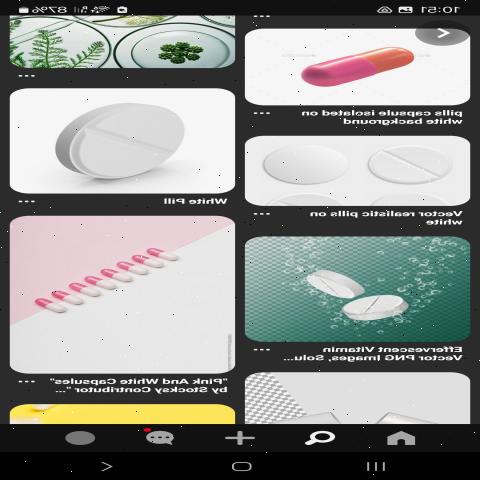 10:51
87%
pills capsule isolated on
white background
White Pill
Vector realistic pills on
white
Effervescent Vitamin
Vector PNG Images, Solu...
"Pink And White Capsules"
by Stocksy Contributor "...